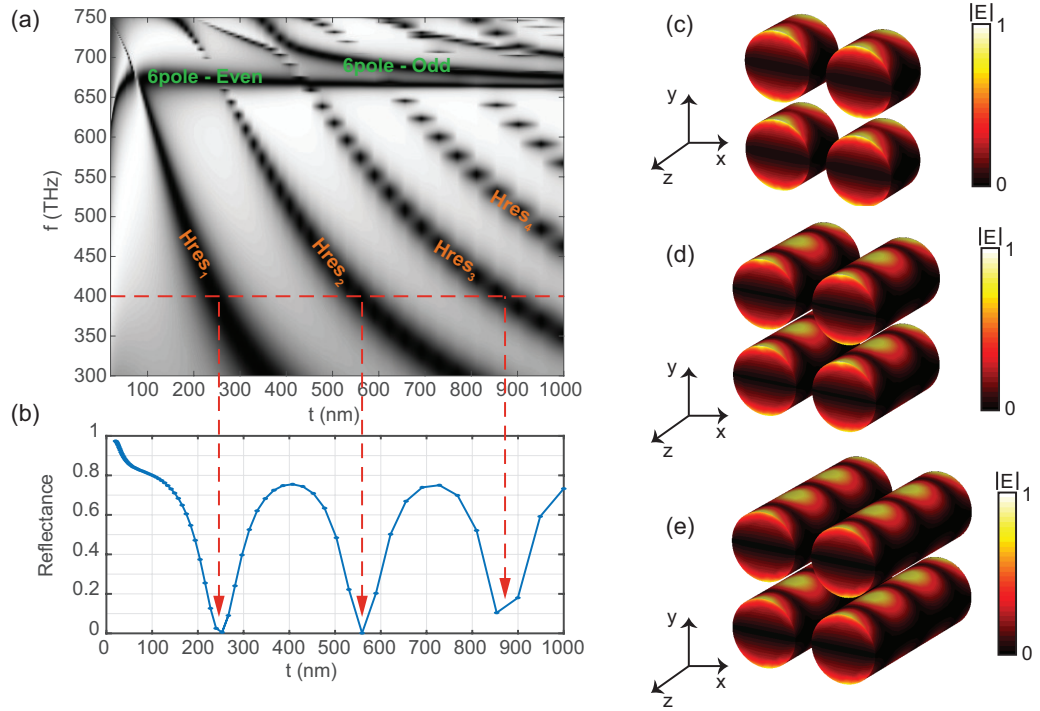 (a)
750
700
650
600
550
500
450
400
350
300
f (THz)
6pole - Even
6pole - Odd
Hres1
Hres2
Hres3
Hres4
100 200 300 400 500 600 700 800 900 1000
t (nm)
(b)
1
0.8
0.6
0.4
0.2
0
Reflectance
0 100 200 300 400 500 600 700 800 900 1000
t (nm)
(c)
y
x
z
|E|
1
0
(d)
y
x
z
|E|
1
0
(e)
y
x
z
|E|
1
0